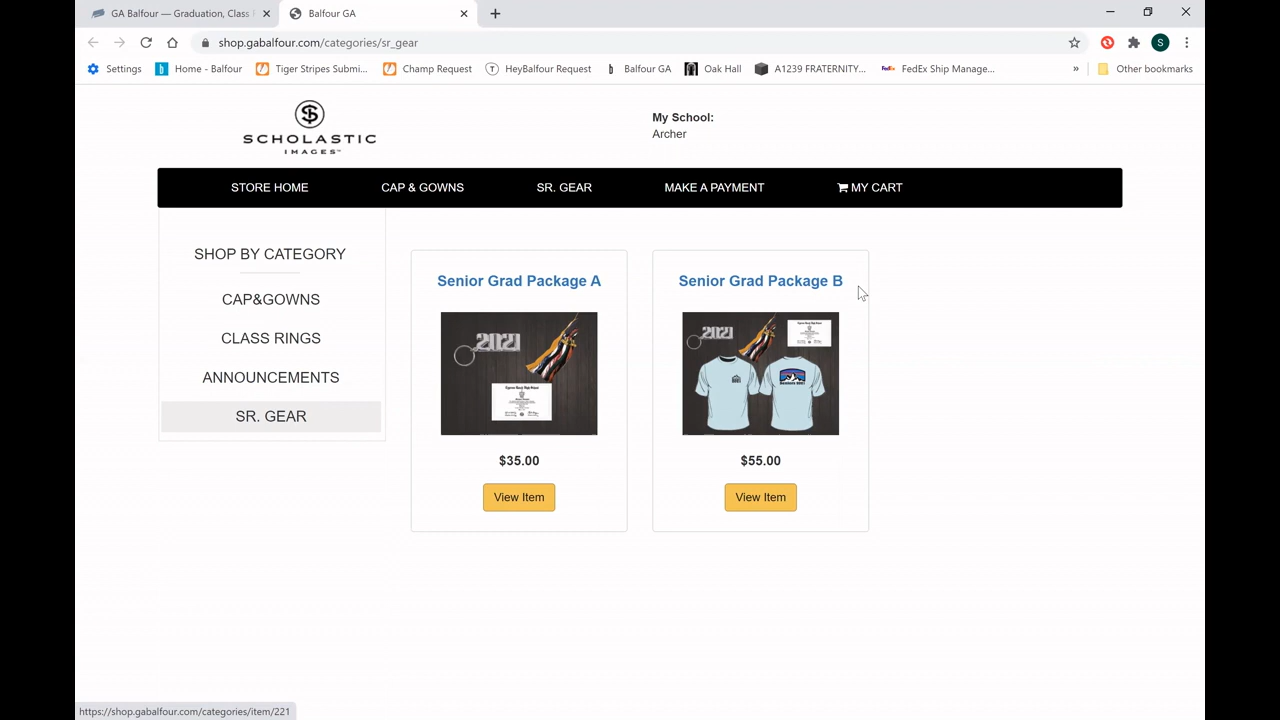 GA Balfour — Graduation, Class
Balfour GA
shop.gabalfour.com/categories/sr_gear
S
Settings
Home - Balfour
Tiger Stripes Submi...
Champ Request
HeyBalfour Request
Balfour GA
Oak Hall
A1239 FRATERNITY...
FedEx Ship Manage...
»
Other bookmarks
SCHOLASTIC
IMAGES™
My School:
Archer
STORE HOME
CAP & GOWNS
SR. GEAR
MAKE A PAYMENT
MY CART
SHOP BY CATEGORY
CAP&GOWNS
CLASS RINGS
ANNOUNCEMENTS
SR. GEAR
Senior Grad Package A
2021
$35.00
View Item
Senior Grad Package B
2021
$55.00
View Item
https://shop.gabalfour.com/categories/item/221